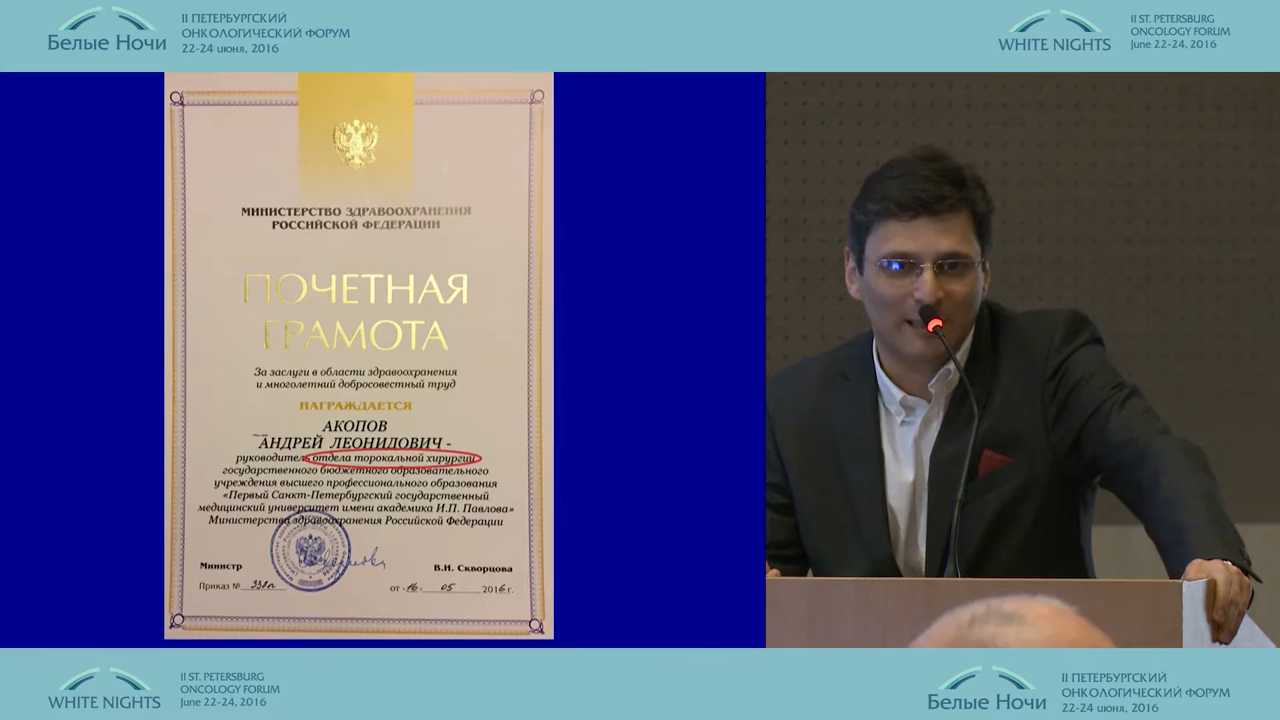 Белые Ночи
II ПЕТЕРБУРГСКИЙ
ОНКОЛОГИЧЕСКИЙ ФОРУМ
22-24 июня, 2016
WHITE NIGHTS
II ST. PETERSBURG
ONCOLOGY FORUM
June 22-24, 2016
МИНИСТЕРСТВО ЗДРАВООХРАНЕНИЯ
РОССИЙСКОЙ ФЕДЕРАЦИИ
ПОЧЕТНАЯ
ГРАМОТА
За заслуги в области здравоохранения
и многолетний добросовестный труд
НАГРАЖДАЕТСЯ
АКОПОВ
АНДРЕЙ ЛЕОНИДОВИЧ -
руководитель отдела торокальной хирургии
государственного бюджетного образовательного
учреждения высшего профессионального образования
«Первый Санкт-Петербургский государственный
медицинский университет имени академика И.П. Павлова»
Министерства здравоохранения Российской Федерации
Министр
В.И. Скворцова
Приказ №
от «16» 05 2016 г.
WHITE NIGHTS
II ST. PETERSBURG
ONCOLOGY FORUM
June 22-24, 2016
Белые Ночи
II ПЕТЕРБУРГСКИЙ
ОНКОЛОГИЧЕСКИЙ ФОРУМ
22-24 июня, 2016